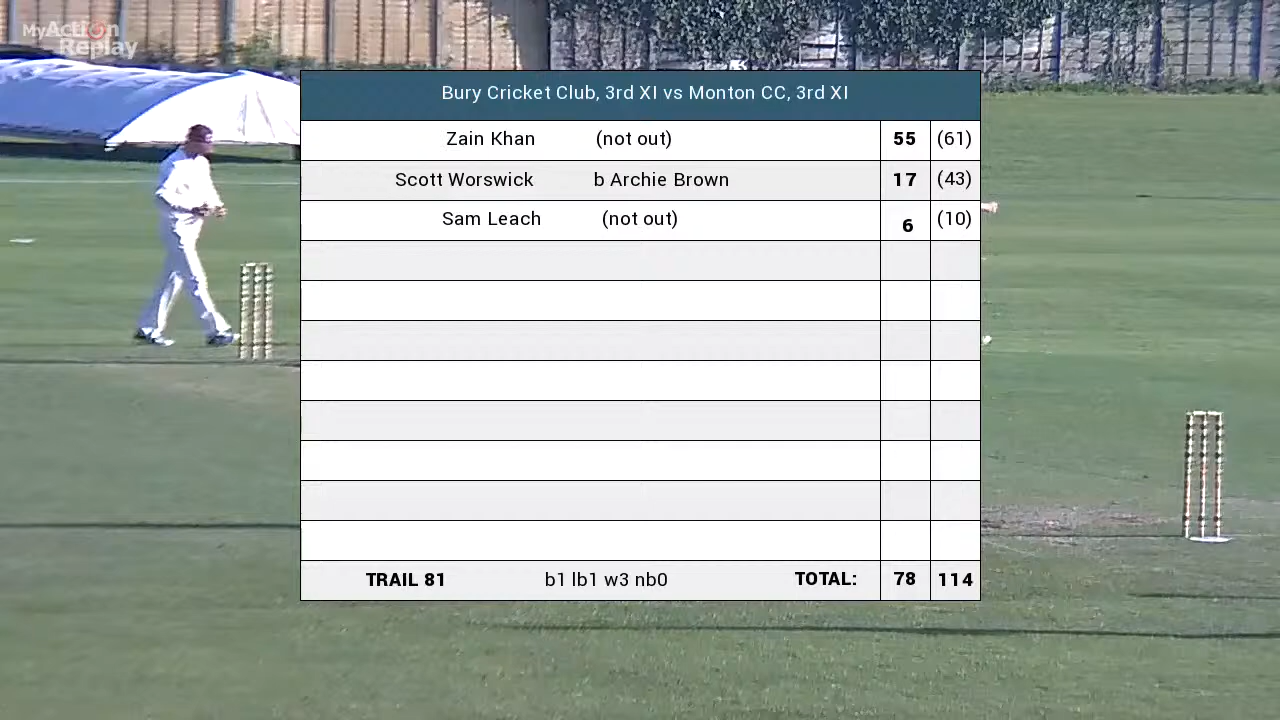 MyAction
Replay
Bury Cricket Club, 3rd XI vs Monton CC, 3rd XI
Zain Khan (not out) 55 (61)
Scott Worswick b Archie Brown 17 (43)
Sam Leach (not out) 6 (10)
TRAIL 81 b1 lb1 w3 nb0 TOTAL: 78 114